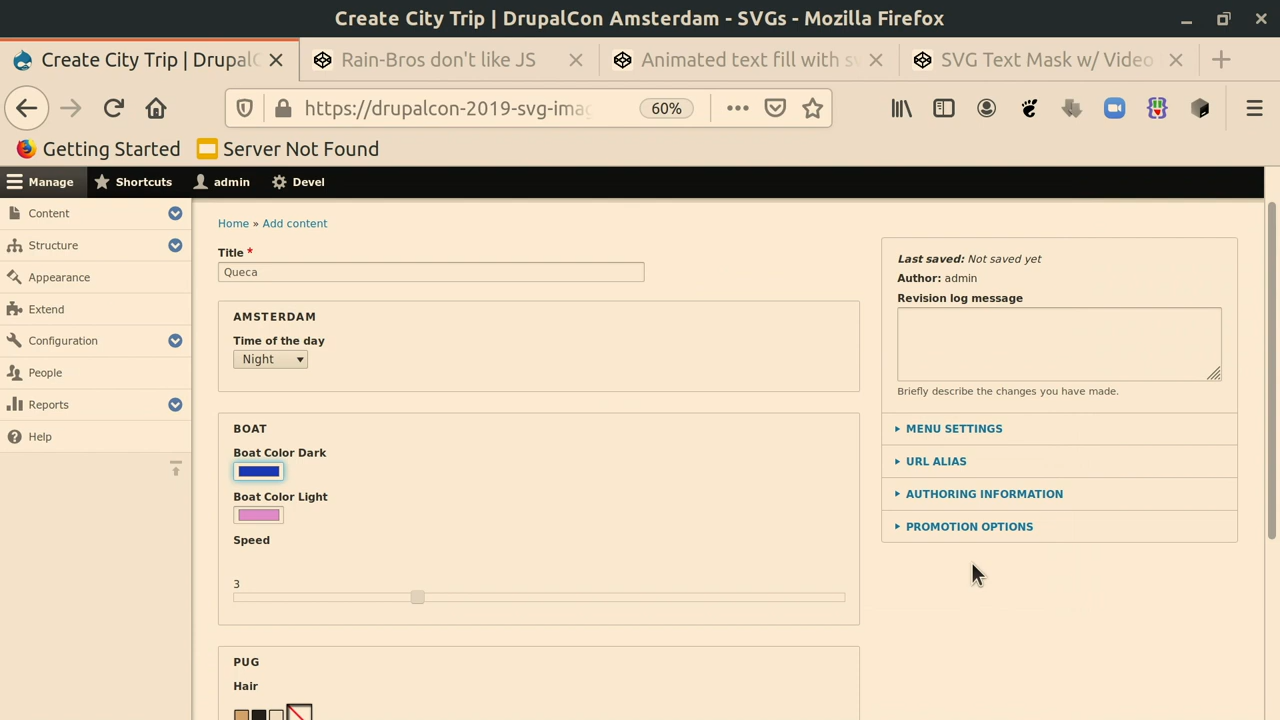 Create City Trip | DrupalCon Amsterdam - SVGs - Mozilla Firefox
Create City Trip | DrupalC
Rain-Bros don't like JS
Animated text fill with sv
SVG Text Mask w/ Video
https://drupalcon-2019-svg-imag
60%
Getting Started
Server Not Found
Manage
Shortcuts
admin
Devel
Content
Structure
Appearance
Extend
Configuration
People
Reports
Help
Home » Add content
Title *
Queca
AMSTERDAM
Time of the day
Night
BOAT
Boat Color Dark
Boat Color Light
Speed
3
PUG
Hair
Last saved: Not saved yet
Author: admin
Revision log message
Briefly describe the changes you have made.
MENU SETTINGS
URL ALIAS
AUTHORING INFORMATION
PROMOTION OPTIONS